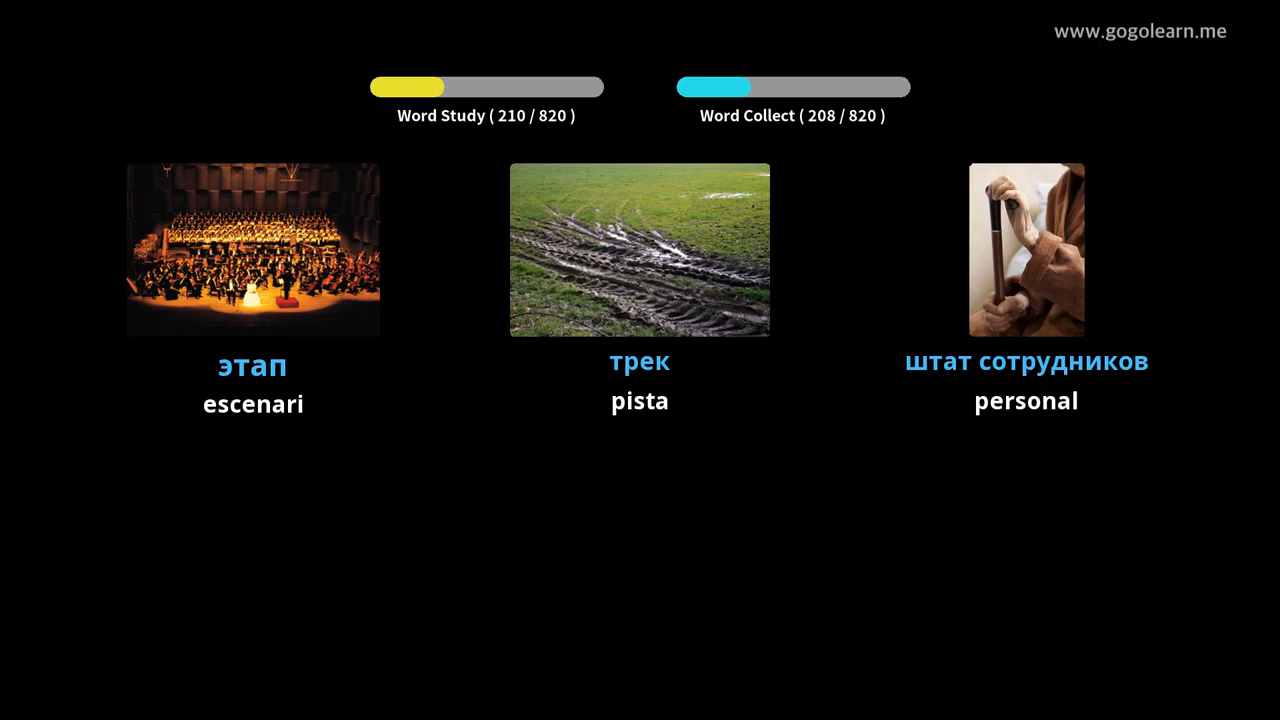 www.gogolearn.me
Word Study ( 210 / 820 )
Word Collect ( 208 / 820 )
этап
escenari
трек
pista
штат сотрудников
personal